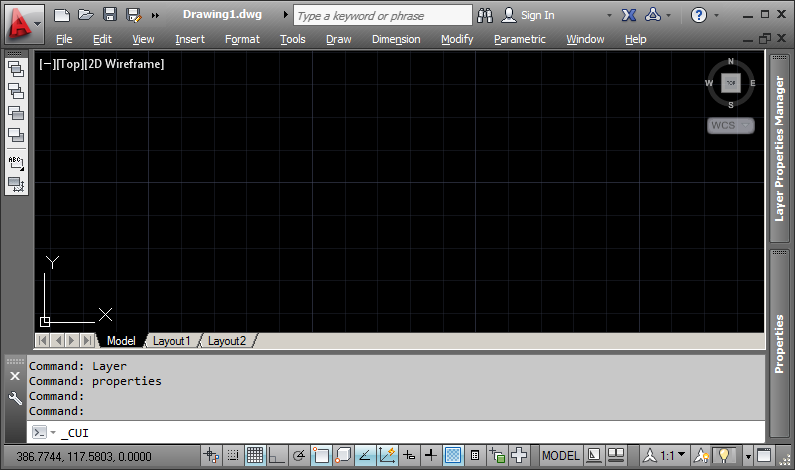 Drawing1.dwg
Type a keyword or phrase
Sign In
File Edit View Insert Format Tools Draw Dimension Modify Parametric Window Help
[−][Top][2D Wireframe]
N
W TOP E
S
WCS
ABC
Layer Properties Manager
Y
X
Model Layout1 Layout2
Properties
Command: Layer
Command: properties
Command:
Command:
_CUI
386.7744, 117.5803, 0.0000
MODEL
1:1